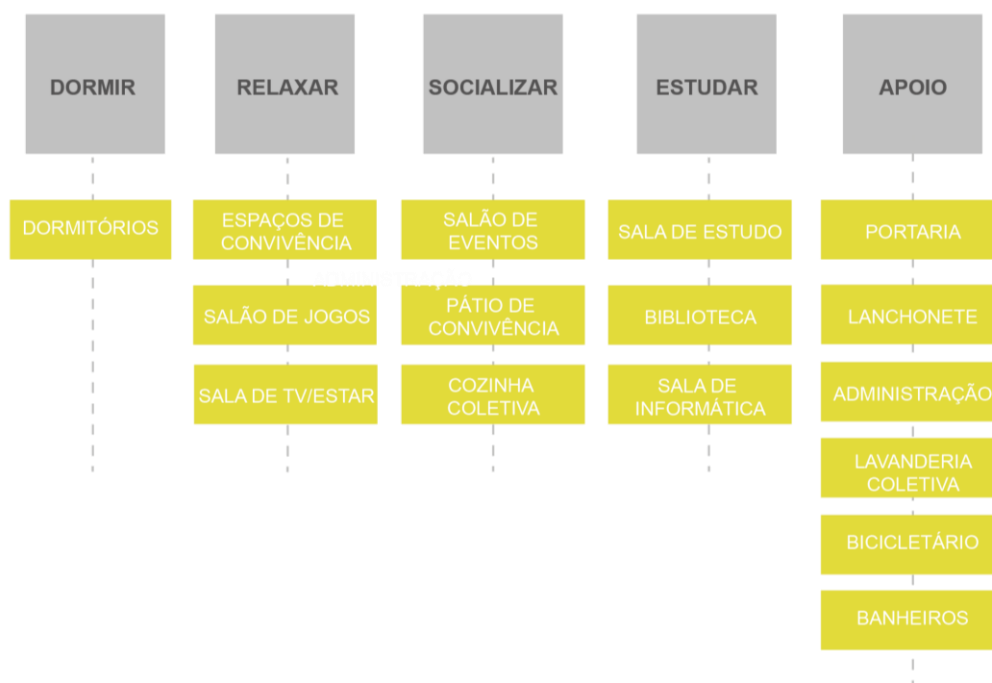 DORMIR
RELAXAR
SOCIALIZAR
ESTUDAR
APOIO
DORMITÓRIOS
ESPAÇOS DE
CONVIVÊNCIA
SALÃO DE JOGOS
SALA DE TV/ESTAR
SALÃO DE
EVENTOS
PÁTIO DE
CONVIVÊNCIA
COZINHA
COLETIVA
SALA DE ESTUDO
BIBLIOTECA
SALA DE
INFORMÁTICA
PORTARIA
LANCHONETE
ADMINISTRAÇÃO
LAVANDERIA
COLETIVA
BICICLETÁRIO
BANHEIROS